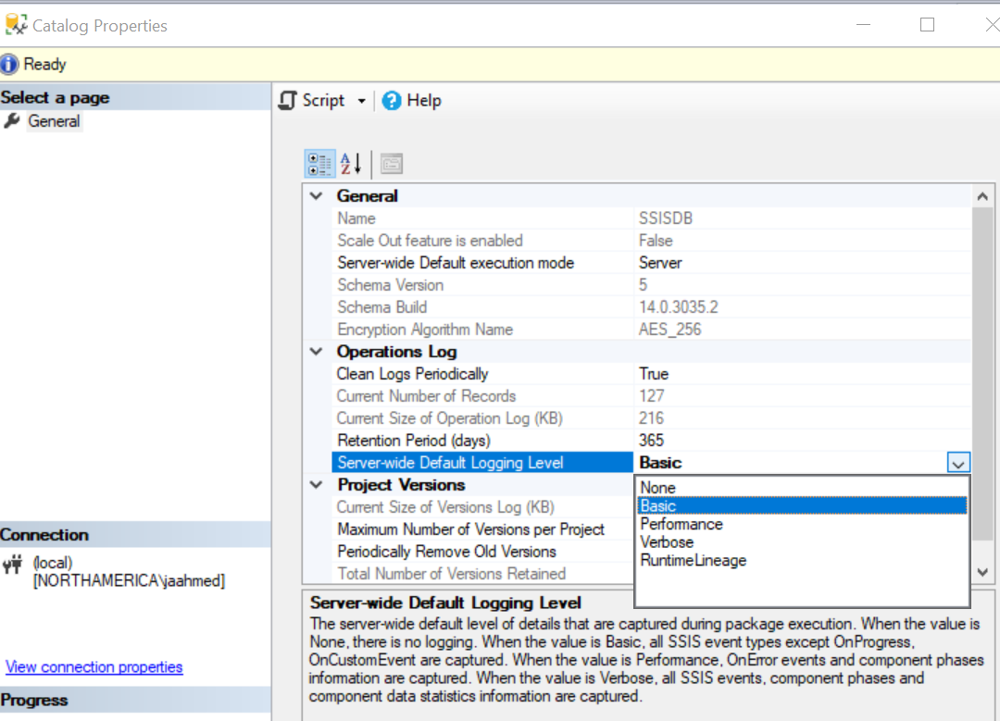 Catalog Properties
Ready
Select a page
General
Script
Help
A
Z
General
Name SSISDB
Scale Out feature is enabled False
Server-wide Default execution mode Server
Schema Version 5
Schema Build 14.0.3035.2
Encryption Algorithm Name AES_256
Operations Log
Clean Logs Periodically True
Current Number of Records 127
Current Size of Operation Log (KB) 216
Retention Period (days) 365
Server-wide Default Logging Level Basic
Project Versions
Current Size of Versions Log (KB)
Maximum Number of Versions per Project
Periodically Remove Old Versions
Total Number of Versions Retained
None
Basic
Performance
Verbose
RuntimeLineage
Server-wide Default Logging Level
The server-wide default level of details that are captured during package execution. When the value is
None, there is no logging. When the value is Basic, all SSIS event types except OnProgress,
OnCustomEvent are captured. When the value is Performance, OnError events and component phases
information are captured. When the value is Verbose, all SSIS events, component phases and
component data statistics information are captured.
Connection
(local)
[NORTHAMERICA\jaahmed]
View connection properties
Progress